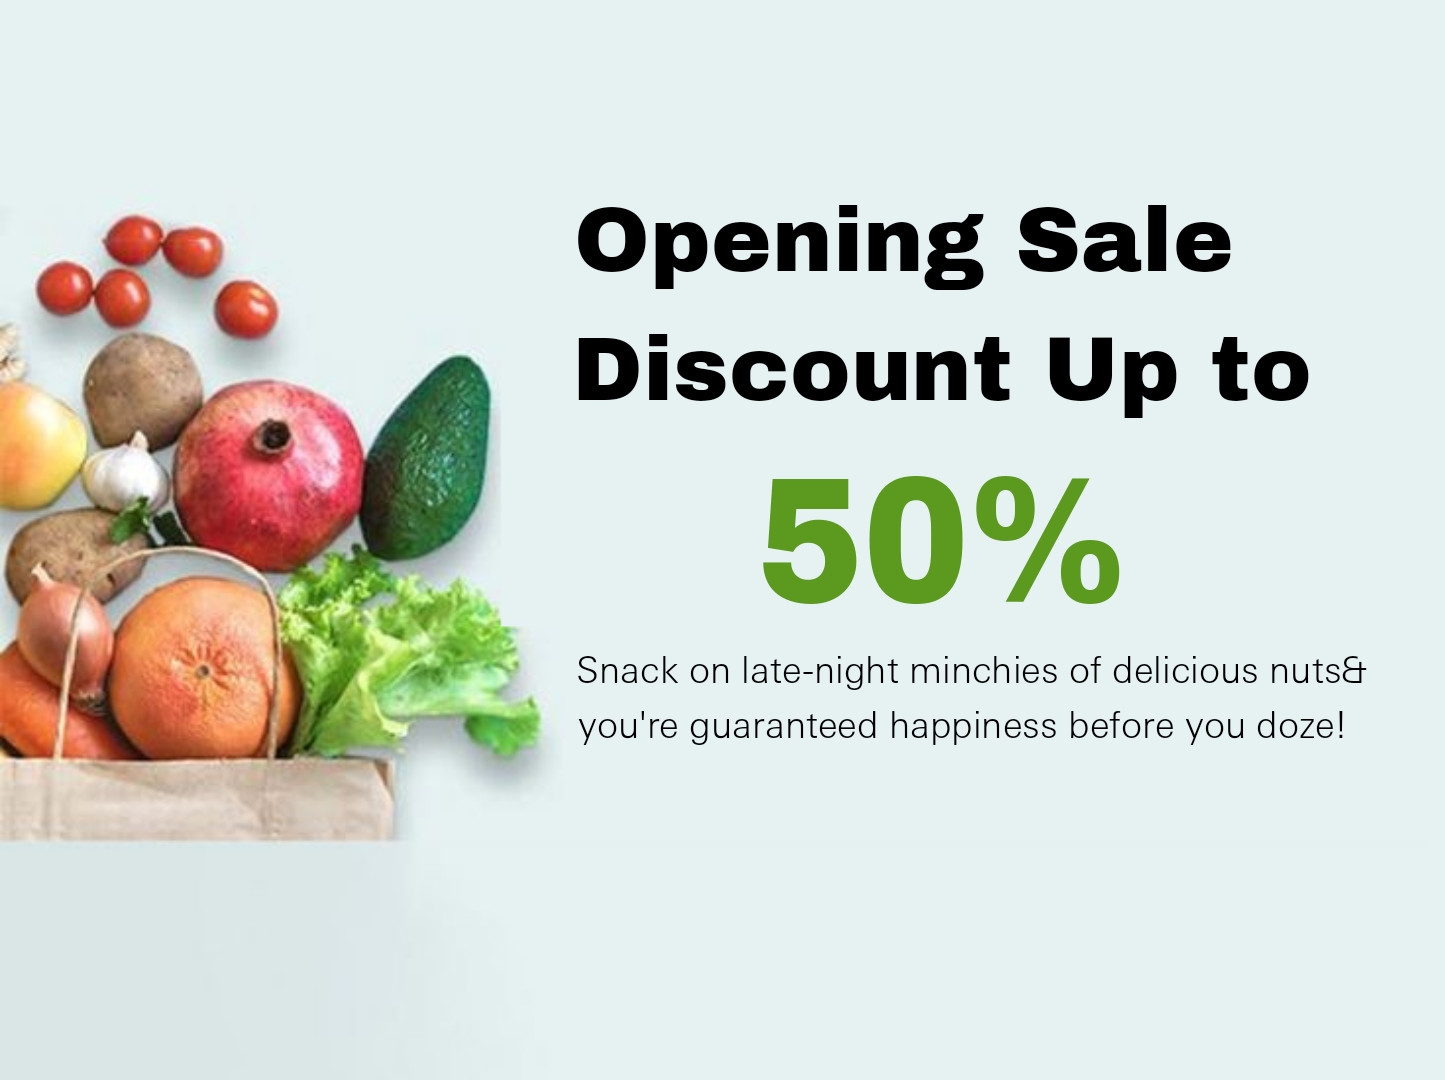 Opening Sale
Discount Up to
50%
Snack on late-night minchies of delicious nuts&
you're guaranteed happiness before you doze!